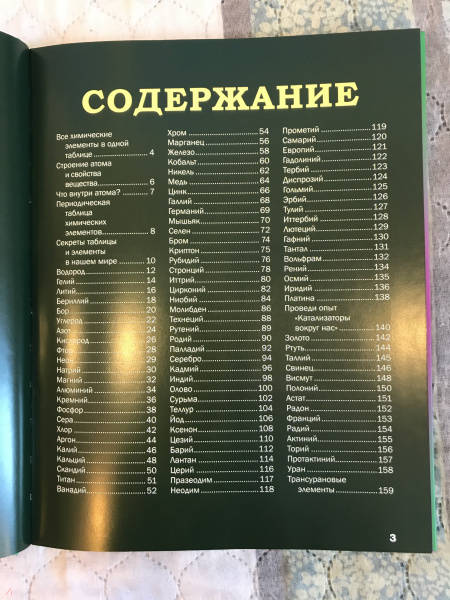 СОДЕРЖАНИЕ
Все химические
элементы в одной
таблице 4
Строение атома
и свойства
вещества 6
Что внутри атома? 7
Периодическая
таблица
химических
элементов 8
Секреты таблицы
и элементы
в нашем мире 10
Водород 12
Гелий 14
Литий 16
Бериллий 18
Бор 20
Углерод 22
Азот 24
Кислород 26
Фтор 28
Неон 29
Натрий 30
Магний 32
Алюминий 34
Кремний 36
Фосфор 38
Сера 40
Хлор 42
Аргон 44
Калий 46
Кальций 48
Скандий 50
Титан 51
Ванадий 52
Хром 54
Марганец 56
Железо 58
Кобальт 60
Никель 62
Медь 64
Цинк 66
Галлий 68
Германий 69
Мышьяк 70
Селен 72
Бром 74
Криптон 75
Рубидий 76
Стронций 78
Иттрий 80
Цирконий 82
Ниобий 84
Молибден 86
Технеций 88
Рутений 89
Родий 90
Палладий 92
Серебро 94
Кадмий 96
Индий 98
Олово 100
Сурьма 102
Теллур 104
Йод 106
Ксенон 108
Цезий 110
Барий 112
Лантан 114
Церий 116
Празеодим 117
Неодим 118
Прометий 119
Самарий 120
Европий 121
Гадолиний 122
Тербий 123
Диспрозий 124
Гольмий 125
Эрбий 126
Тулий 127
Иттербий 128
Лютеций 129
Гафний 130
Тантал 131
Вольфрам 132
Рений 134
Осмий 135
Иридий 136
Платина 138
Проведи опыт
«Катализаторы
вокруг нас» 140
Золото 142
Ртуть 144
Таллий 145
Свинец 146
Висмут 148
Полоний 150
Астат 151
Радон 152
Франций 153
Радий 154
Актиний 155
Торий 156
Протактиний 157
Уран 158
Трансурановые
элементы 159
3